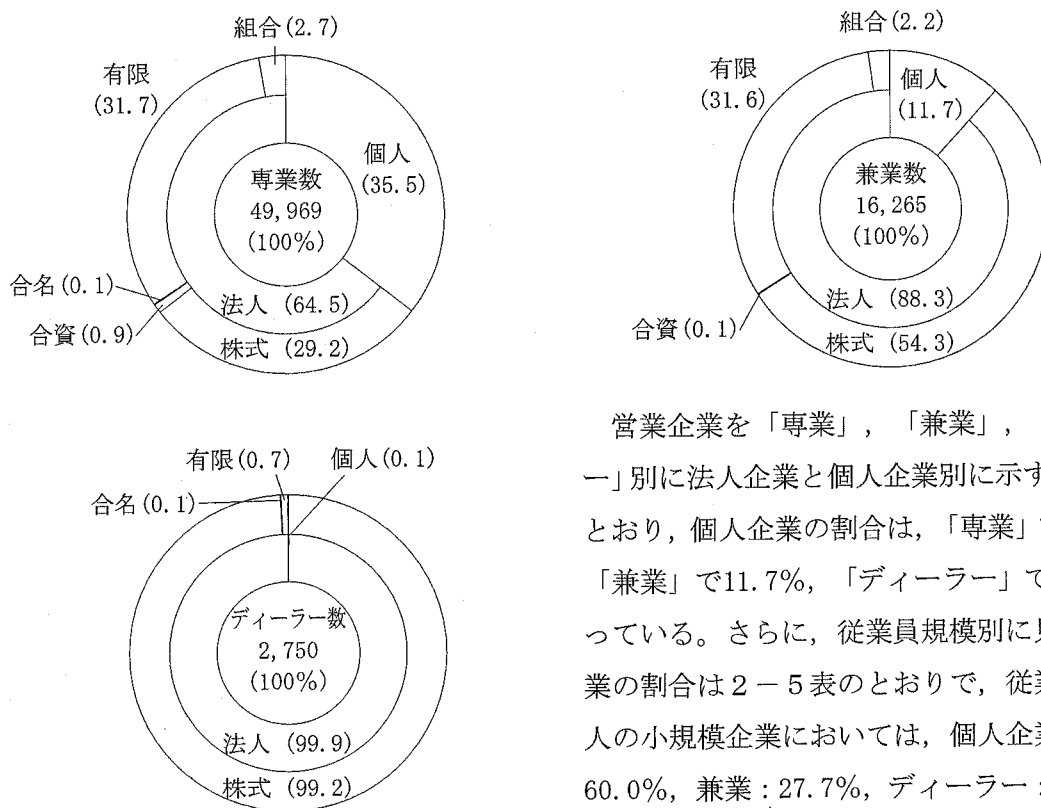 組合(2.7)
有限
(31.7)
個人
(35.5)
専業数
49,969
(100%)
合名(0.1)
合資(0.9)
法人 (64.5)
株式 (29.2)
組合(2.2)
有限
(31.6)
個人
(11.7)
兼業数
16,265
(100%)
合資(0.1)
法人 (88.3)
株式 (54.3)
有限(0.7)
個人(0.1)
合名(0.1)
ディーラー数
2,750
(100%)
法人 (99.9)
株式 (99.2)
営業企業を「専業」,「兼業」,
ー」別に法人企業と個人企業別に示す
とおり,個人企業の割合は,「専業」
「兼業」で11.7%,「ディーラー」で
っている。さらに,従業員規模別に
業の割合は2-5表のとおりで,従
人の小規模企業においては,個人企
60.0%,兼業:27.7%,ディーラー: